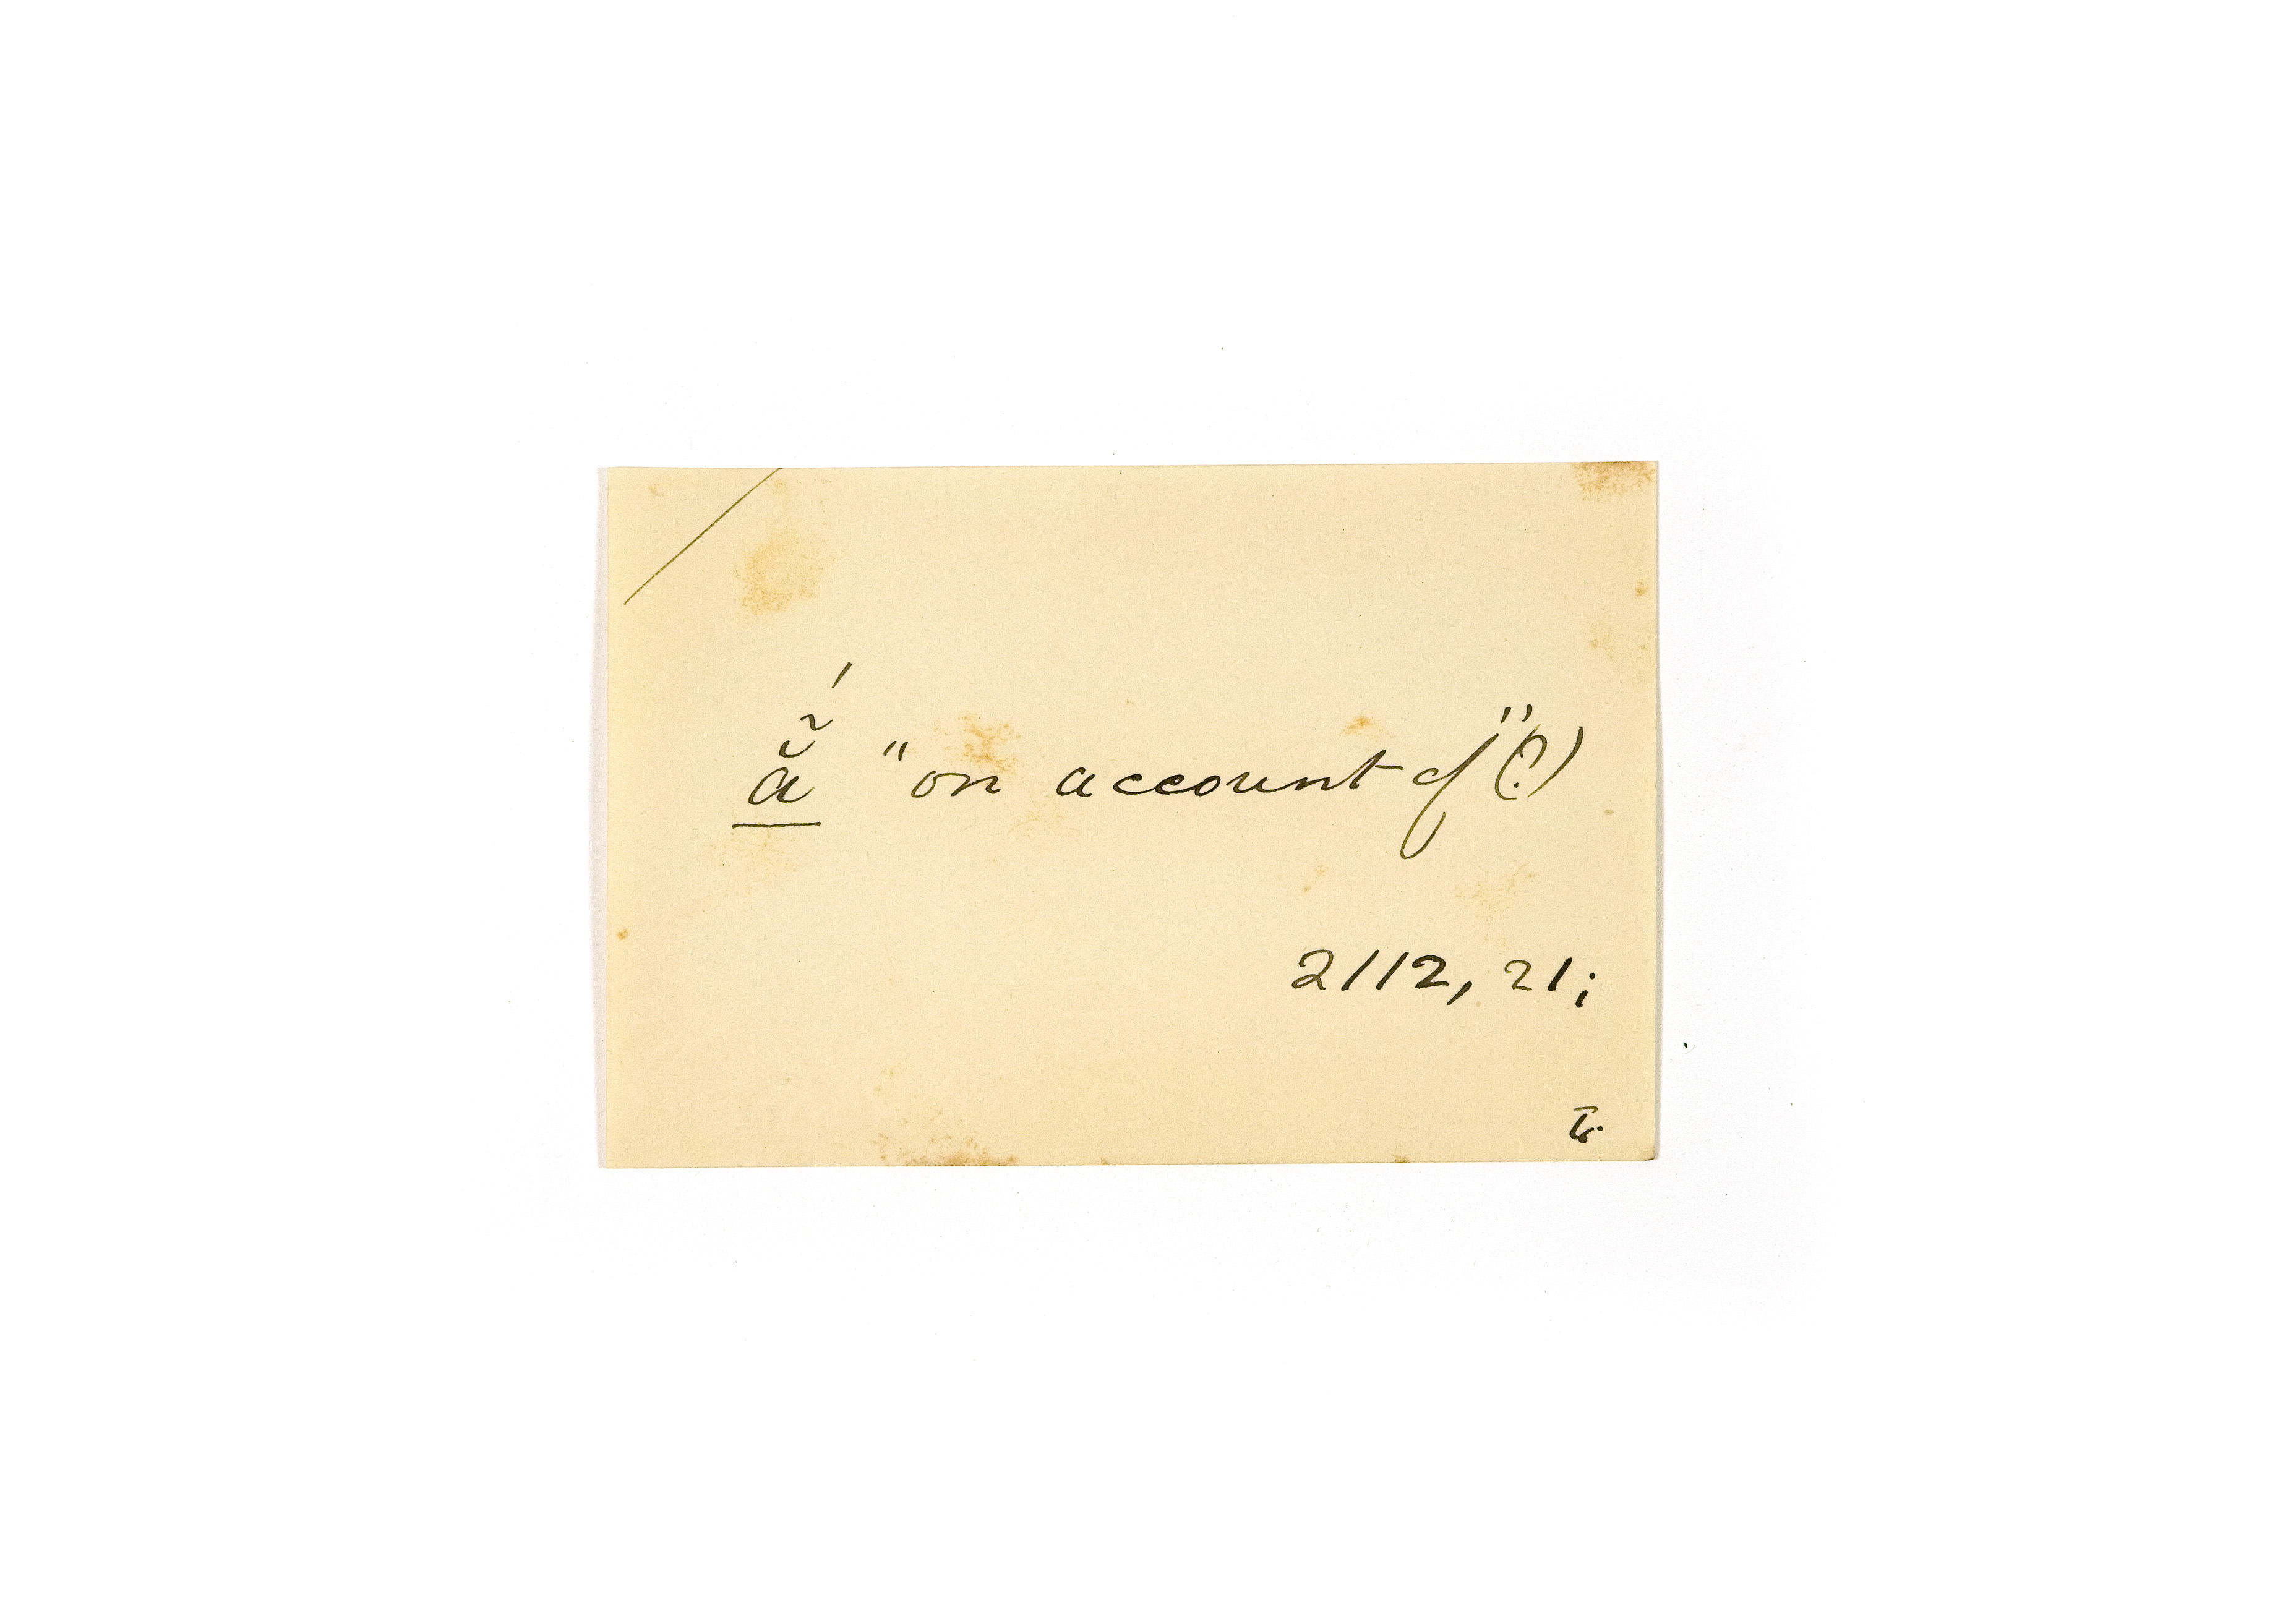 ẵ́ "on account of"(?)
2112, 21;